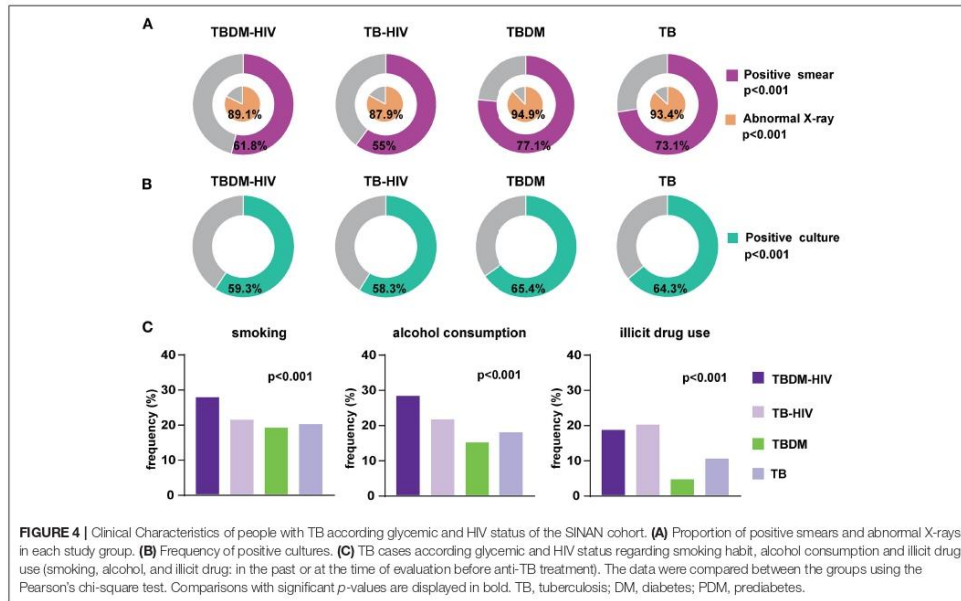 A
TBDM-HIV TB-HIV TBDM TB
89.1% 87.9% 94.9% 93.4%
61.8% 55% 77.1% 73.1%
Positive smear
p<0.001
Abnormal X-ray
p<0.001
B
TBDM-HIV TB-HIV TBDM TB
59.3% 58.3% 65.4% 64.3%
Positive culture
p<0.001
C
smoking
frequency (%)
40
30
20
10
0
p<0.001
alcohol consumption
frequency (%)
40
30
20
10
0
p<0.001
illicit drug use
frequency (%)
40
30
20
10
0
p<0.001
TBDM-HIV
TB-HIV
TBDM
TB
FIGURE 4 | Clinical Characteristics of people with TB according glycemic and HIV status of the SINAN cohort. (A) Proportion of positive smears and abnormal X-rays
in each study group. (B) Frequency of positive cultures. (C) TB cases according glycemic and HIV status regarding smoking habit, alcohol consumption and illicit drug
use (smoking, alcohol, and illicit drug: in the past or at the time of evaluation before anti-TB treatment). The data were compared between the groups using the
Pearson's chi-square test. Comparisons with significant p-values are displayed in bold. TB, tuberculosis; DM, diabetes; PDM, prediabetes.